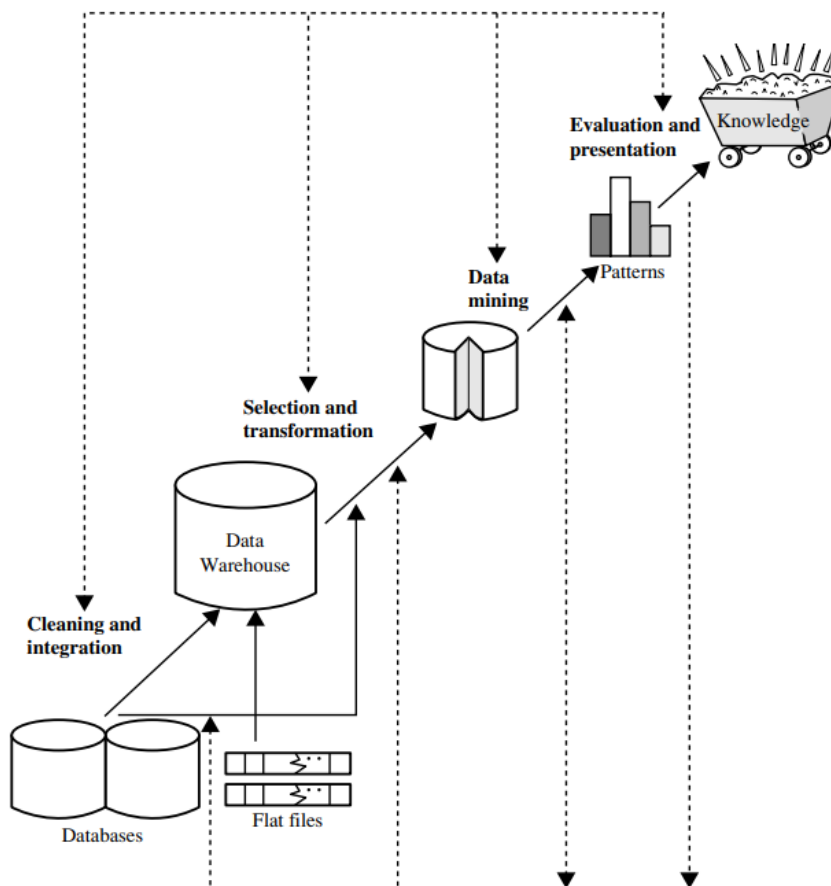 Evaluation and
presentation
Knowledge
Patterns
Data
mining
Selection and
transformation
Data
Warehouse
Cleaning and
integration
Databases
Flat files